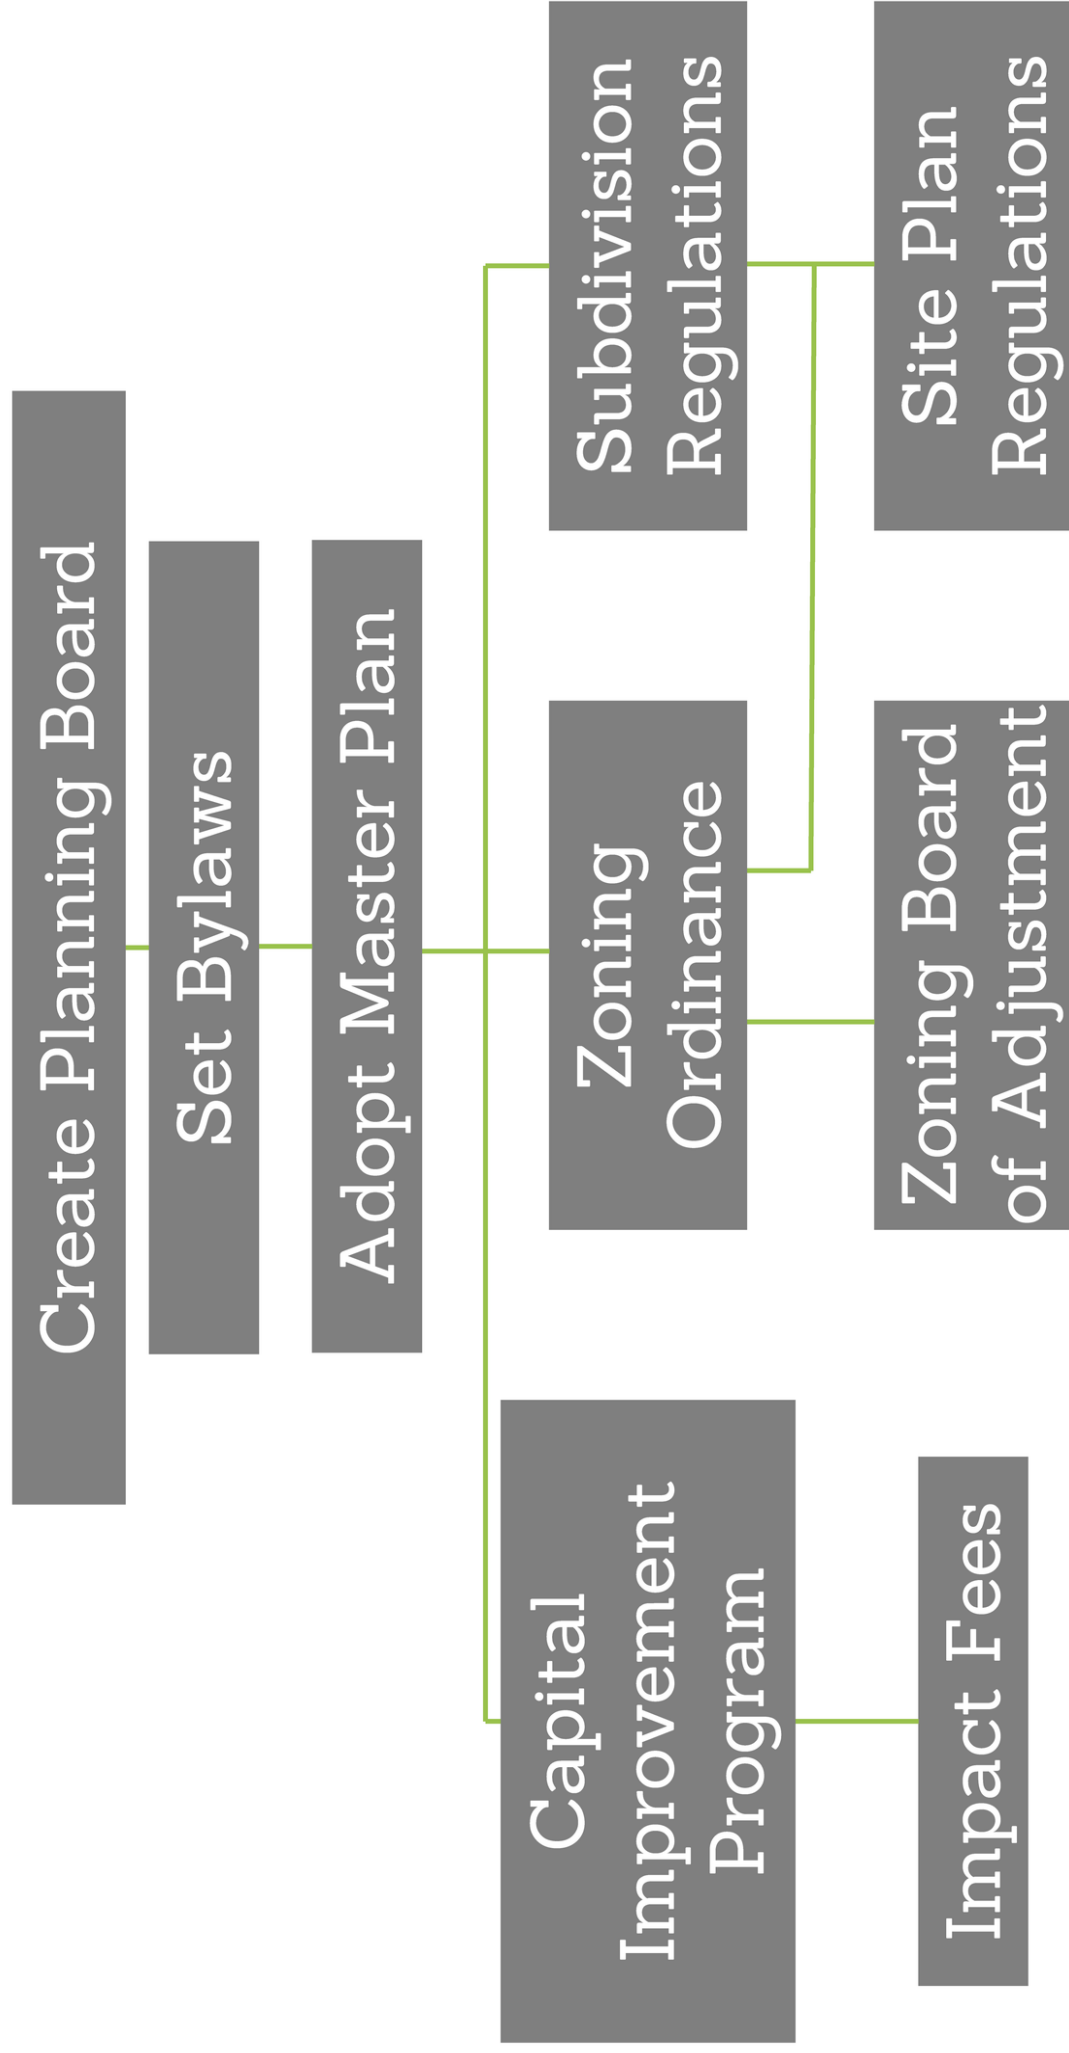 Create Planning Board
Set Bylaws
Adopt Master Plan
Capital
Improvement
Program
Zoning
Ordinance
Subdivision
Regulations
Impact Fees
Zoning Board
of Adjustment
Site Plan
Regulations